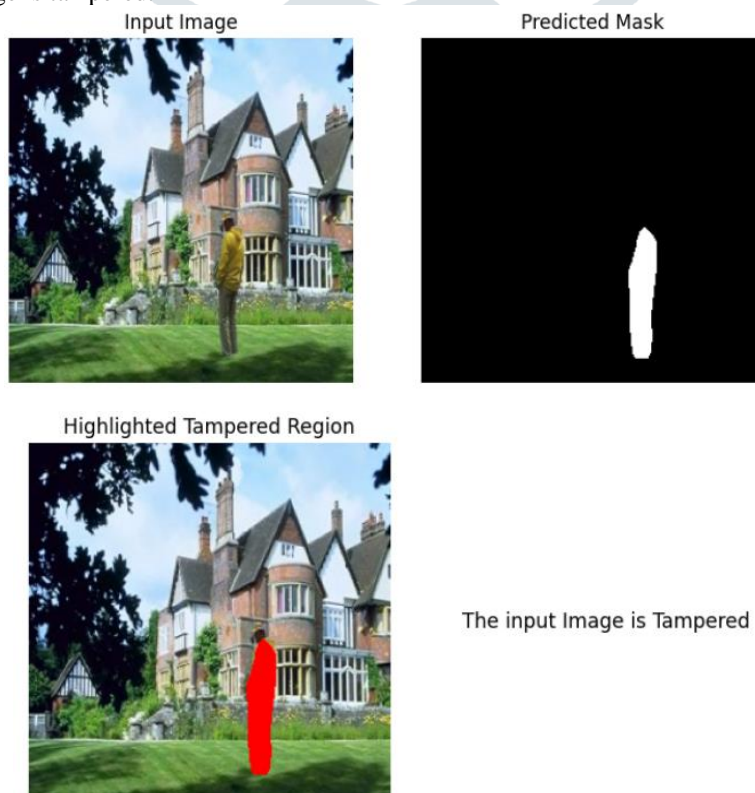 Input Image
Predicted Mask
Highlighted Tampered Region
The input Image is Tampered